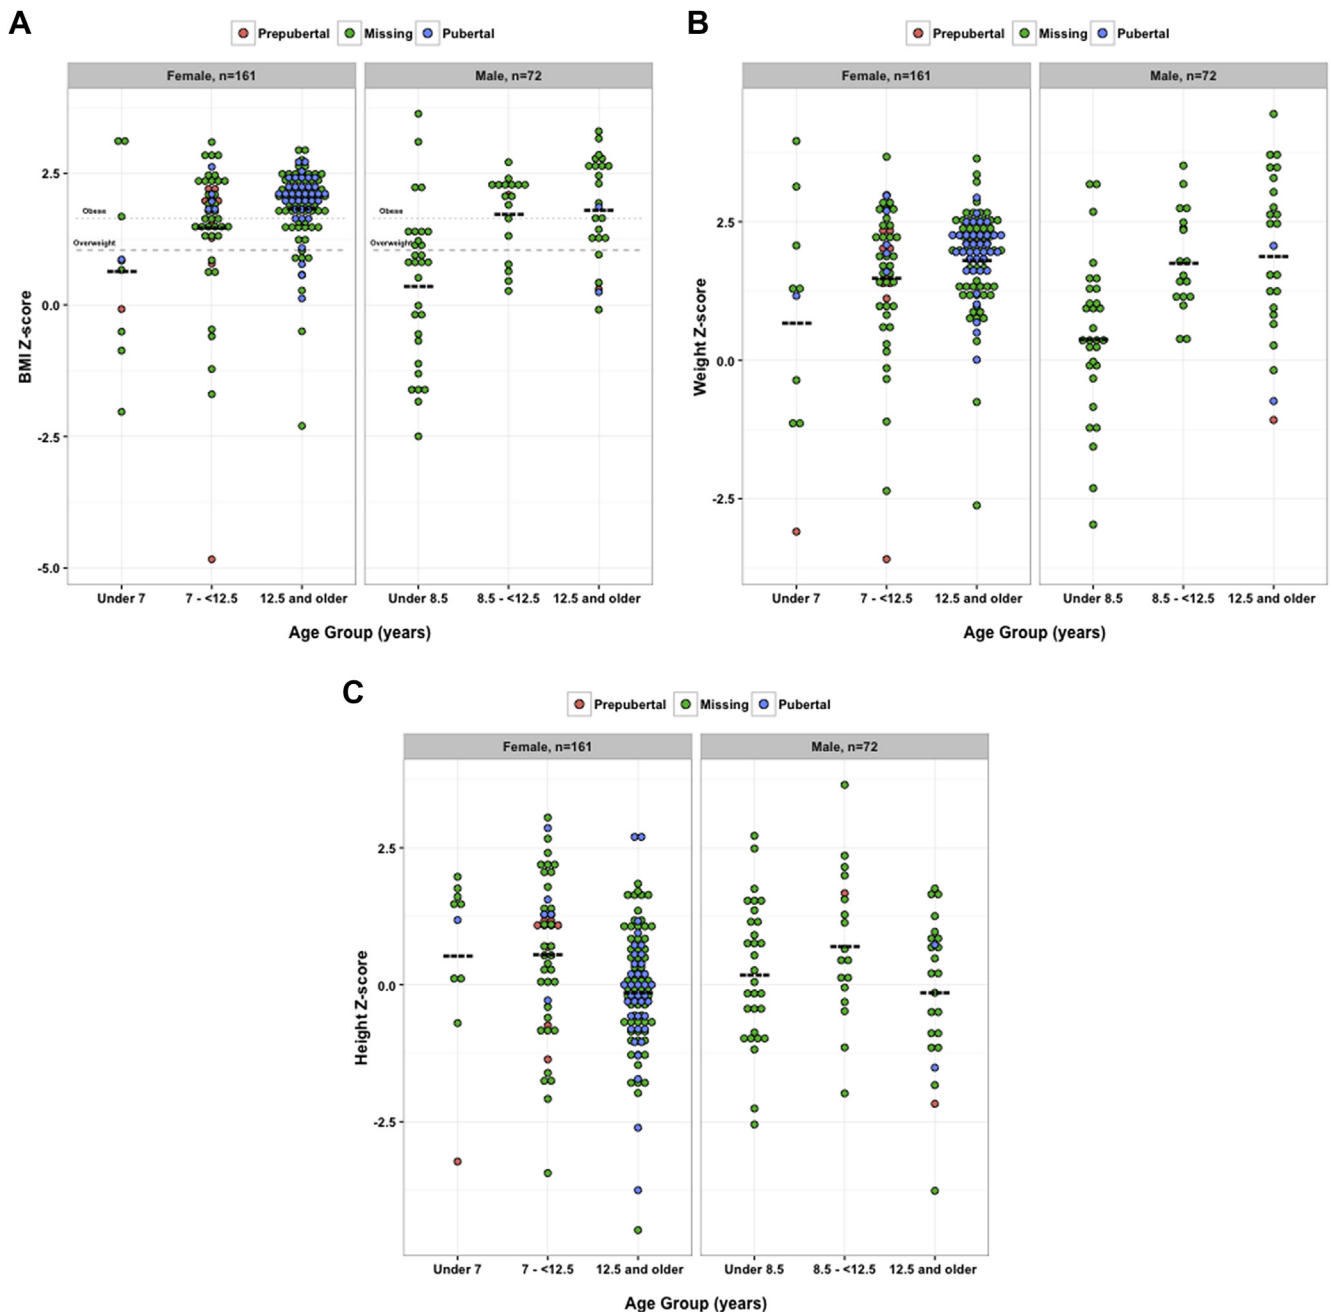 A
Prepubertal Missing Pubertal
Female, n=161 Male, n=72
BMI Z-score
2.5
0.0
-2.5
-5.0
Obese Obese
Overweight Overweight
Under 7 7 - <12.5 12.5 and older Under 8.5 8.5 - <12.5 12.5 and older
Age Group (years)
B
Prepubertal Missing Pubertal
Female, n=161 Male, n=72
Weight Z-score
2.5
0.0
-2.5
Under 7 7 - <12.5 12.5 and older Under 8.5 8.5 - <12.5 12.5 and older
Age Group (years)
C
Prepubertal Missing Pubertal
Female, n=161 Male, n=72
Height Z-score
2.5
0.0
-2.5
Under 7 7 - <12.5 12.5 and older Under 8.5 8.5 - <12.5 12.5 and older
Age Group (years)